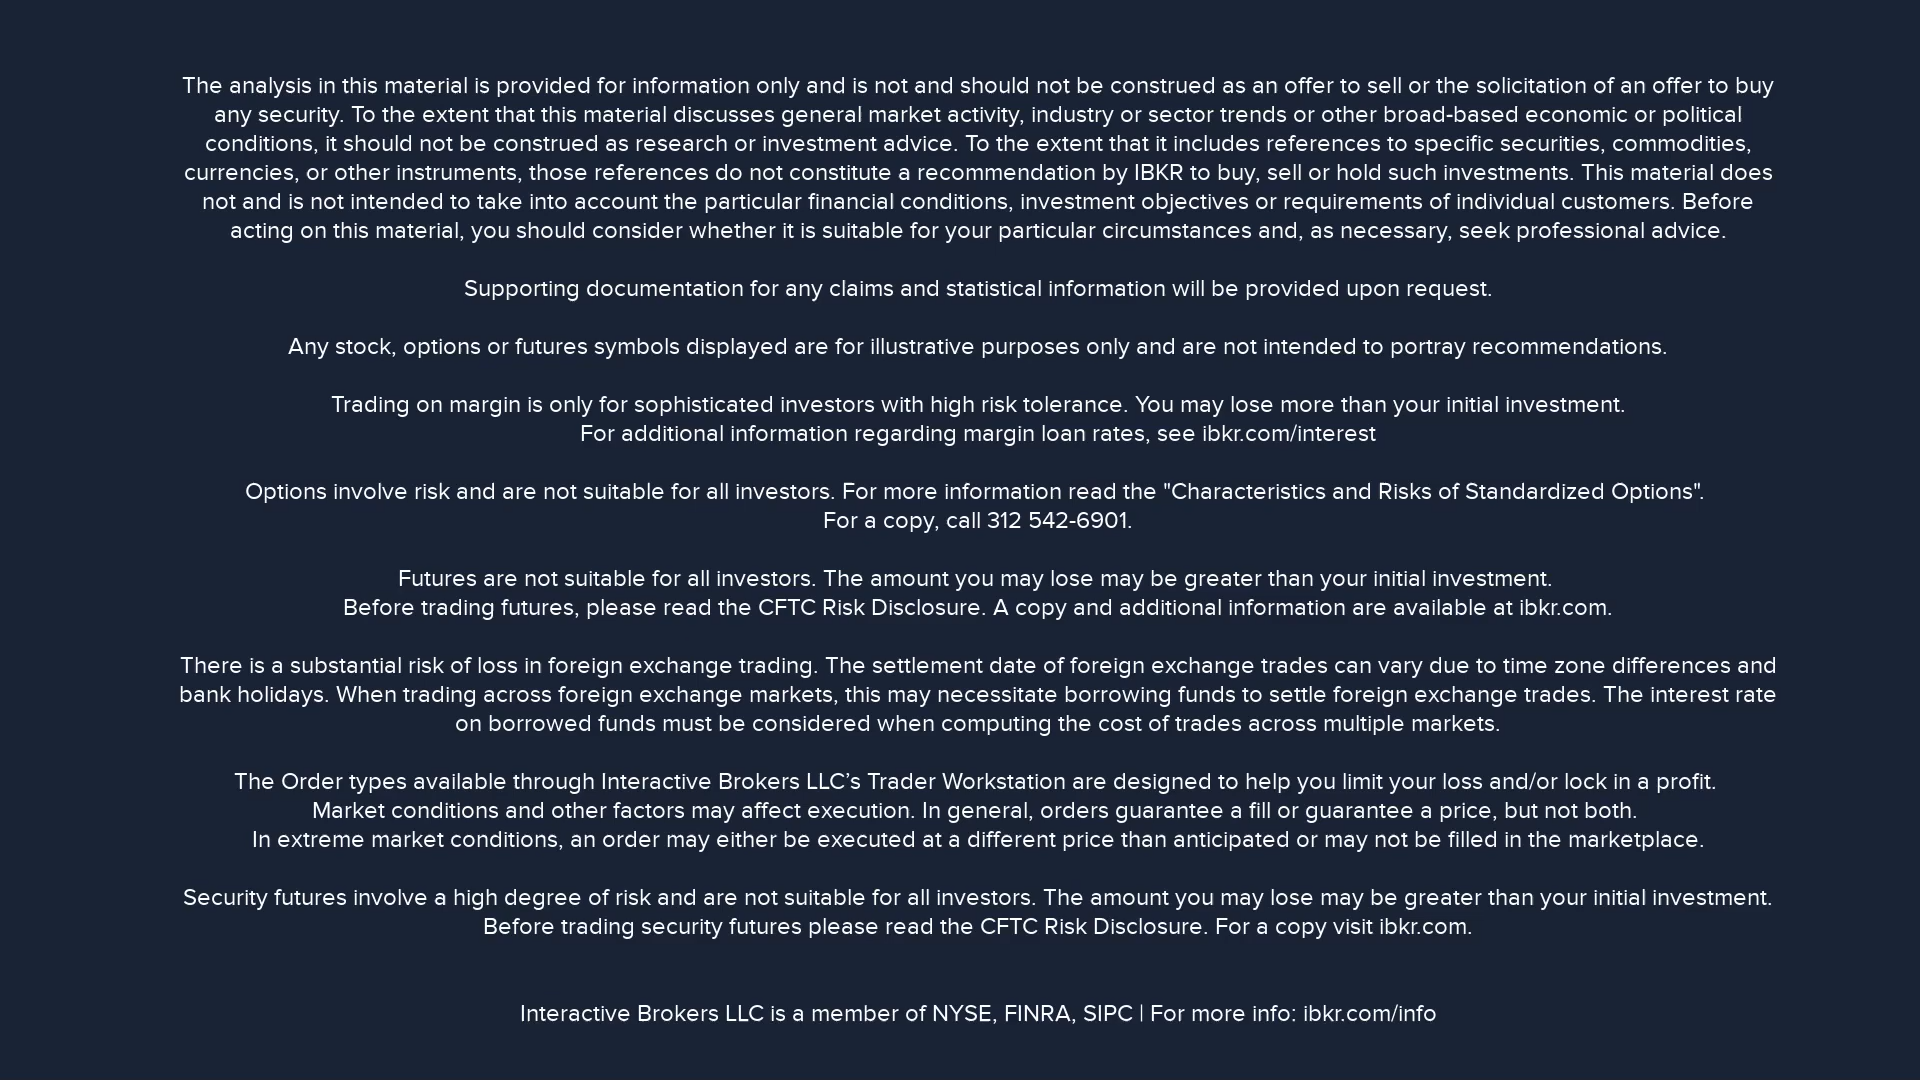 The analysis in this material is provided for information only and is not and should not be construed as an offer to sell or the solicitation of an offer to buy
any security. To the extent that this material discusses general market activity, industry or sector trends or other broad-based economic or political
conditions, it should not be construed as research or investment advice. To the extent that it includes references to specific securities, commodities,
currencies, or other instruments, those references do not constitute a recommendation by IBKR to buy, sell or hold such investments. This material does
not and is not intended to take into account the particular financial conditions, investment objectives or requirements of individual customers. Before
acting on this material, you should consider whether it is suitable for your particular circumstances and, as necessary, seek professional advice.
Supporting documentation for any claims and statistical information will be provided upon request.
Any stock, options or futures symbols displayed are for illustrative purposes only and are not intended to portray recommendations.
Trading on margin is only for sophisticated investors with high risk tolerance. You may lose more than your initial investment.
For additional information regarding margin loan rates, see ibkr.com/interest
Options involve risk and are not suitable for all investors. For more information read the "Characteristics and Risks of Standardized Options".
For a copy, call 312 542-6901.
Futures are not suitable for all investors. The amount you may lose may be greater than your initial investment.
Before trading futures, please read the CFTC Risk Disclosure. A copy and additional information are available at ibkr.com.
There is a substantial risk of loss in foreign exchange trading. The settlement date of foreign exchange trades can vary due to time zone differences and
bank holidays. When trading across foreign exchange markets, this may necessitate borrowing funds to settle foreign exchange trades. The interest rate
on borrowed funds must be considered when computing the cost of trades across multiple markets.
The Order types available through Interactive Brokers LLC’s Trader Workstation are designed to help you limit your loss and/or lock in a profit.
Market conditions and other factors may affect execution. In general, orders guarantee a fill or guarantee a price, but not both.
In extreme market conditions, an order may either be executed at a different price than anticipated or may not be filled in the marketplace.
Security futures involve a high degree of risk and are not suitable for all investors. The amount you may lose may be greater than your initial investment.
Before trading security futures please read the CFTC Risk Disclosure. For a copy visit ibkr.com.
Interactive Brokers LLC is a member of NYSE, FINRA, SIPC | For more info: ibkr.com/info